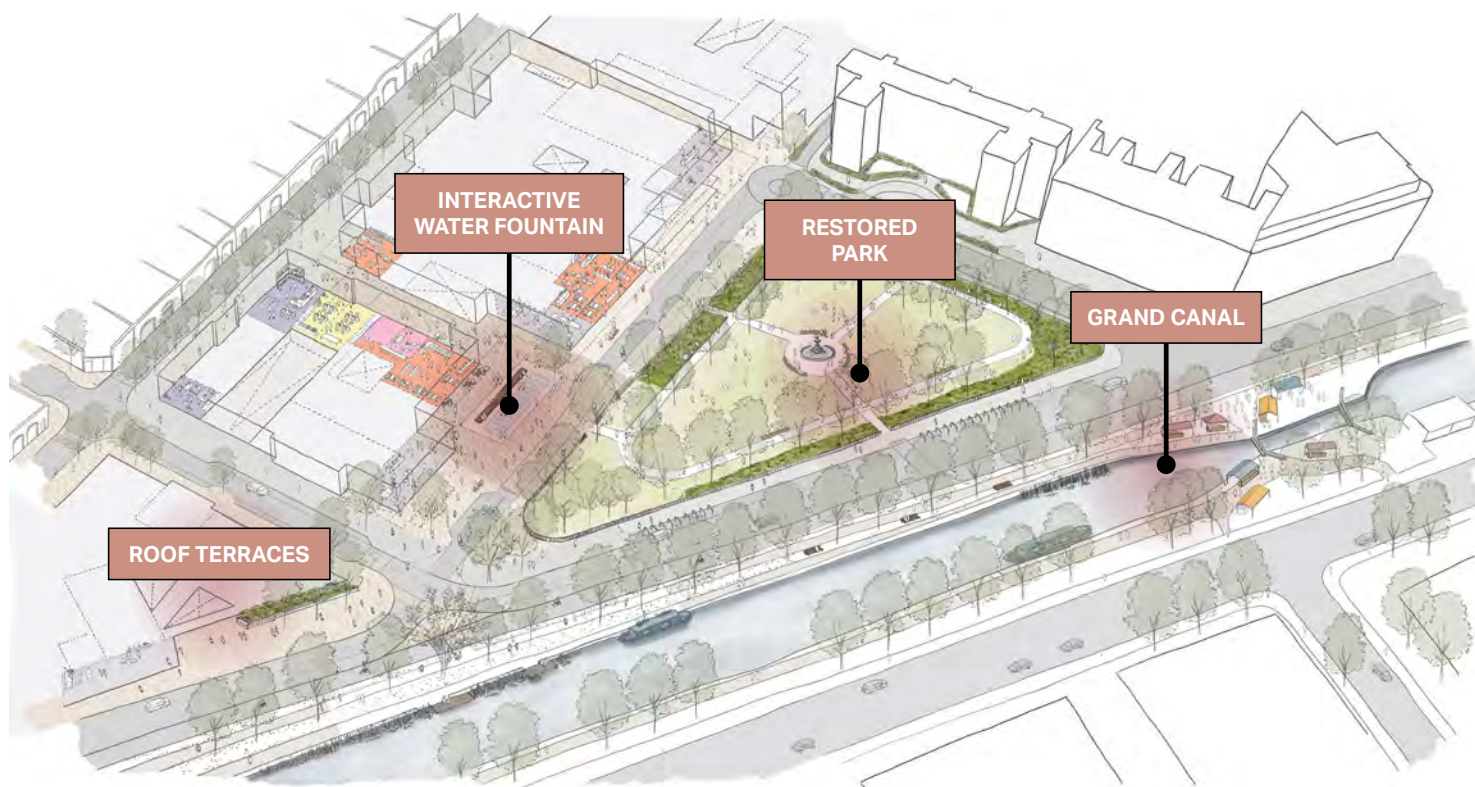 INTERACTIVE
WATER FOUNTAIN
RESTORED
PARK
GRAND CANAL
ROOF TERRACES